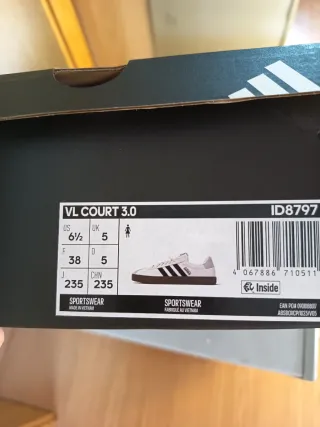 VL COURT 3.0
ID8797
US UK
6½ 5
F D
38 5
J CHN
235 235
4 067886 710511
Inside
SPORTSWEAR
MADE IN VIETNAM
SPORTSWEAR
FABRIQUÉ AU VIETNAM